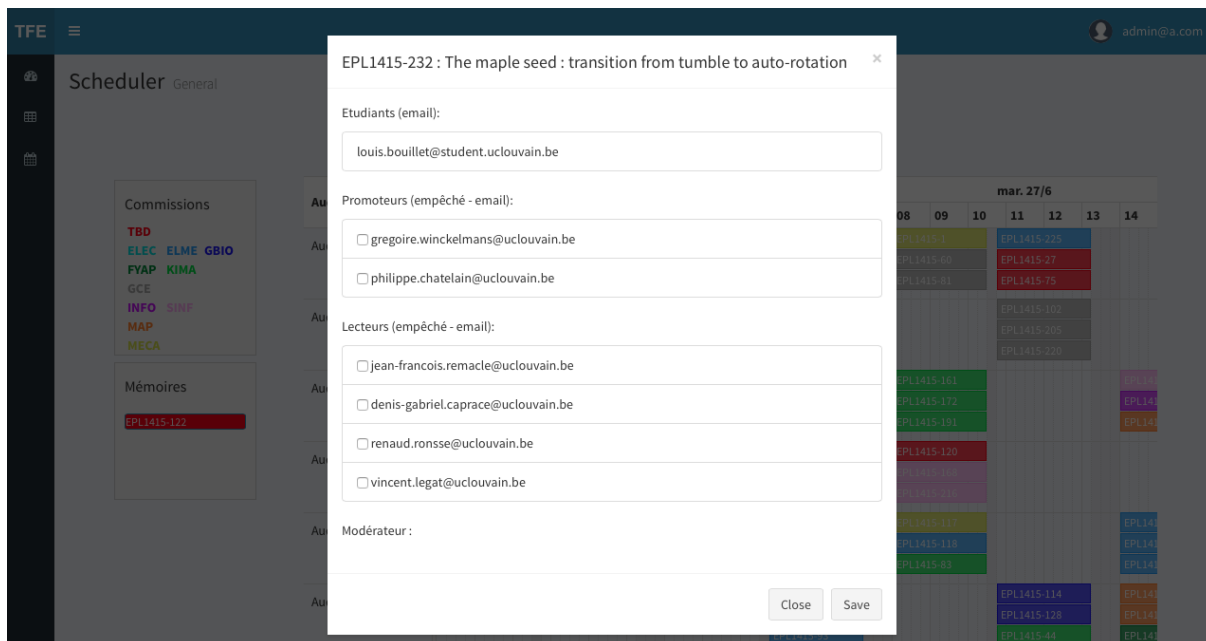 TFE
admin@a.com
Scheduler General
EPL1415-232 : The maple seed : transition from tumble to auto-rotation
×
Etudiants (email):
louis.bouillet@student.uclouvain.be
Promoteurs (empêché - email):
gregoire.winckelmans@uclouvain.be
philippe.chatelain@uclouvain.be
Lecteurs (empêché - email):
jean-francois.remacle@uclouvain.be
denis-gabriel.caprace@uclouvain.be
renaud.ronsse@uclouvain.be
vincent.legat@uclouvain.be
Modérateur :
Close Save
Commissions
TBD
ELEC ELME GBIO
FYAP KIMA
GCE
INFO SINF
MAP
MECA
Mémoires
EPL1415-122
mar. 27/6
08 09 10 11 12 13 14
EPL1415-225
EPL1415-60 EPL1415-27
EPL1415-81 EPL1415-75
EPL1415-102
EPL1415-205
EPL1415-220
EPL1415-161
EPL1415-172
EPL1415-191
EPL1415-120
EPL1415-216
EPL1415-117
EPL1415-118
EPL1415-83
EPL1415-114
EPL1415-128
EPL1415-44